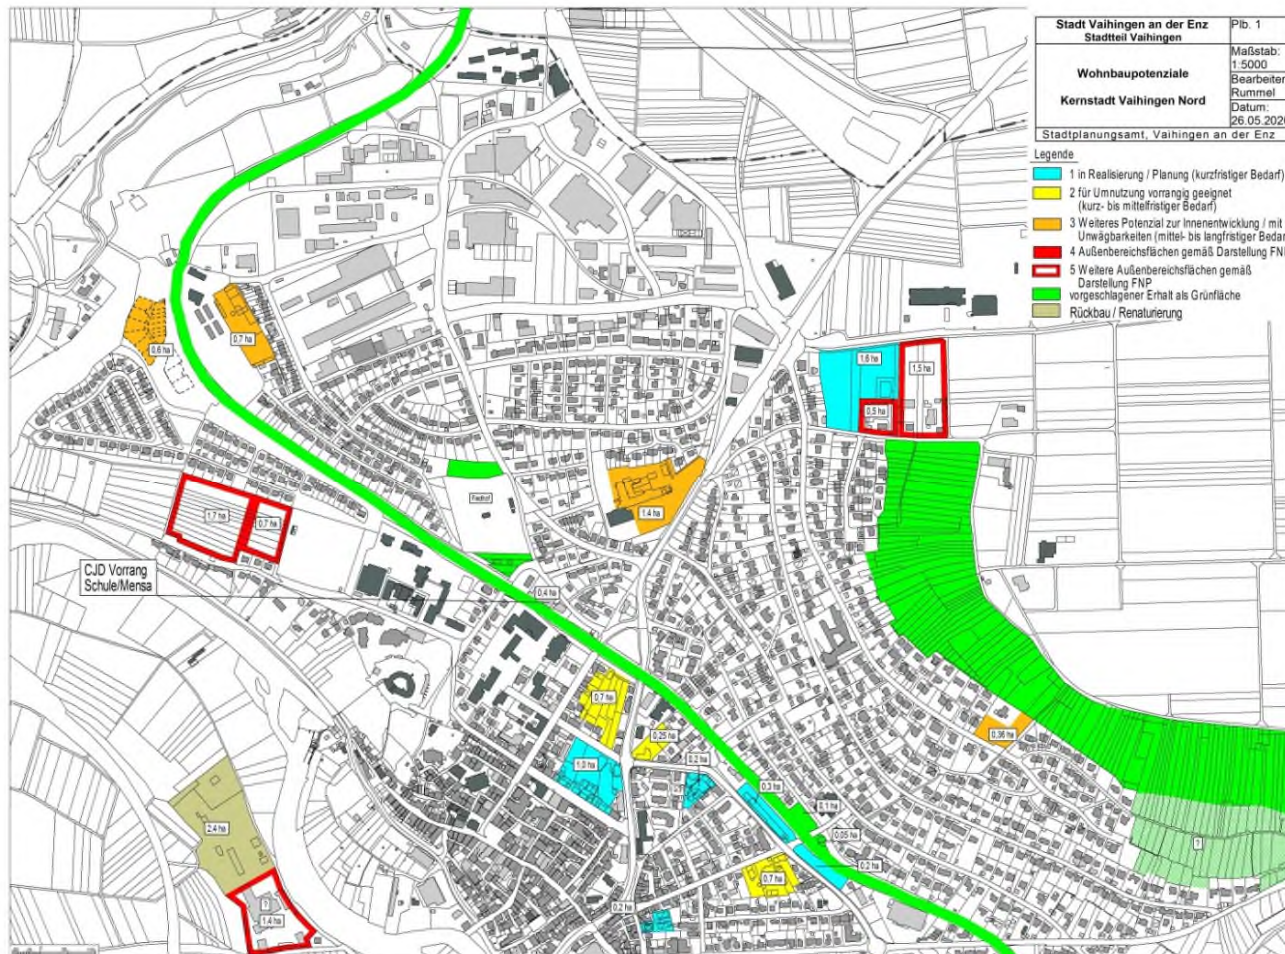 Stadt Vaihingen an der Enz
Stadtteil Vaihingen
Plb. 1
Wohnbaupotenziale
Kernstadt Vaihingen Nord
Maßstab:
1:5000
Bearbeiter
Rummel
Datum:
Stadtplanungsamt, Vaihingen an der Enz
Legende
1 in Realisierung / Planung (kurzfristiger Bedarf)
2 für Umnutzung vorrangig geeignet
(kurz- bis mittelfristiger Bedarf)
3 Weiteres Potenzial zur Innenentwicklung / mit
Unwägbarkeiten (mittel- bis langfristiger Bedar
4 Außenbereichsflächen gemäß Darstellung FN
5 Weitere Außenbereichsflächen gemäß
Darstellung FNP
vorgeschlagener Erhalt als Grünfläche
Rückbau / Renaturierung
0,6 ha
0,7 ha
1,6 ha
1,5 ha
0,5 ha
Friedhof
1.4 ha
1,7 ha
0,7 ha
CJD Vorrang
Schule/Mensa
0,4 ha
0,7 ha
0,25 ha
0,36 ha
1,0 ha
0,2 ha
0,3 ha
0,1 ha
0,05 ha
2,4 ha
0,2 ha
?
0,7 ha
?
1.4 ha
0,2 ha